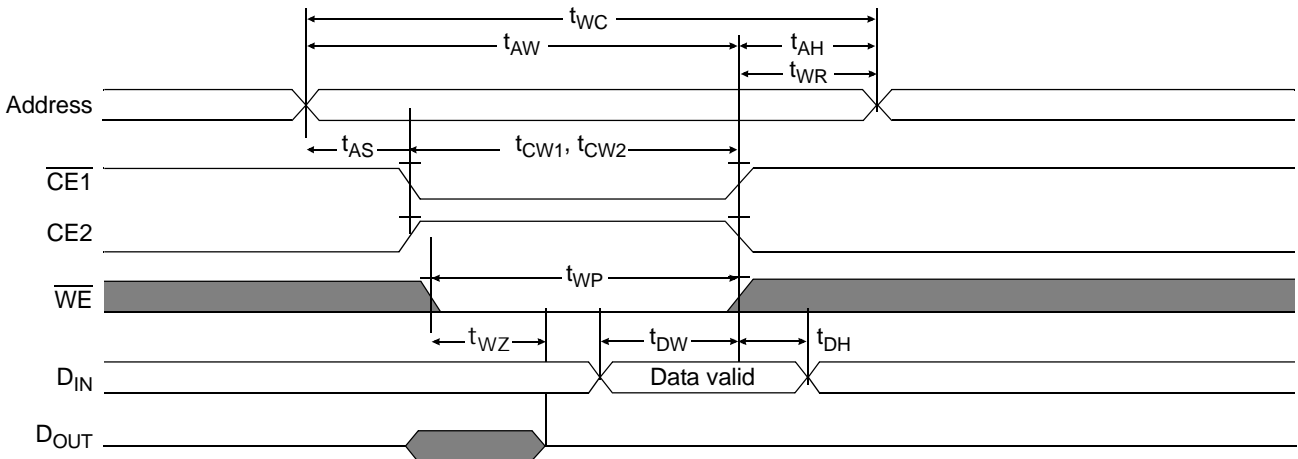 tWC
tAW tAH
tWR
Address
tAS tCW1, tCW2
CE1
CE2
tWP
WE
tWZ tDW tDH
DIN Data valid
DOUT